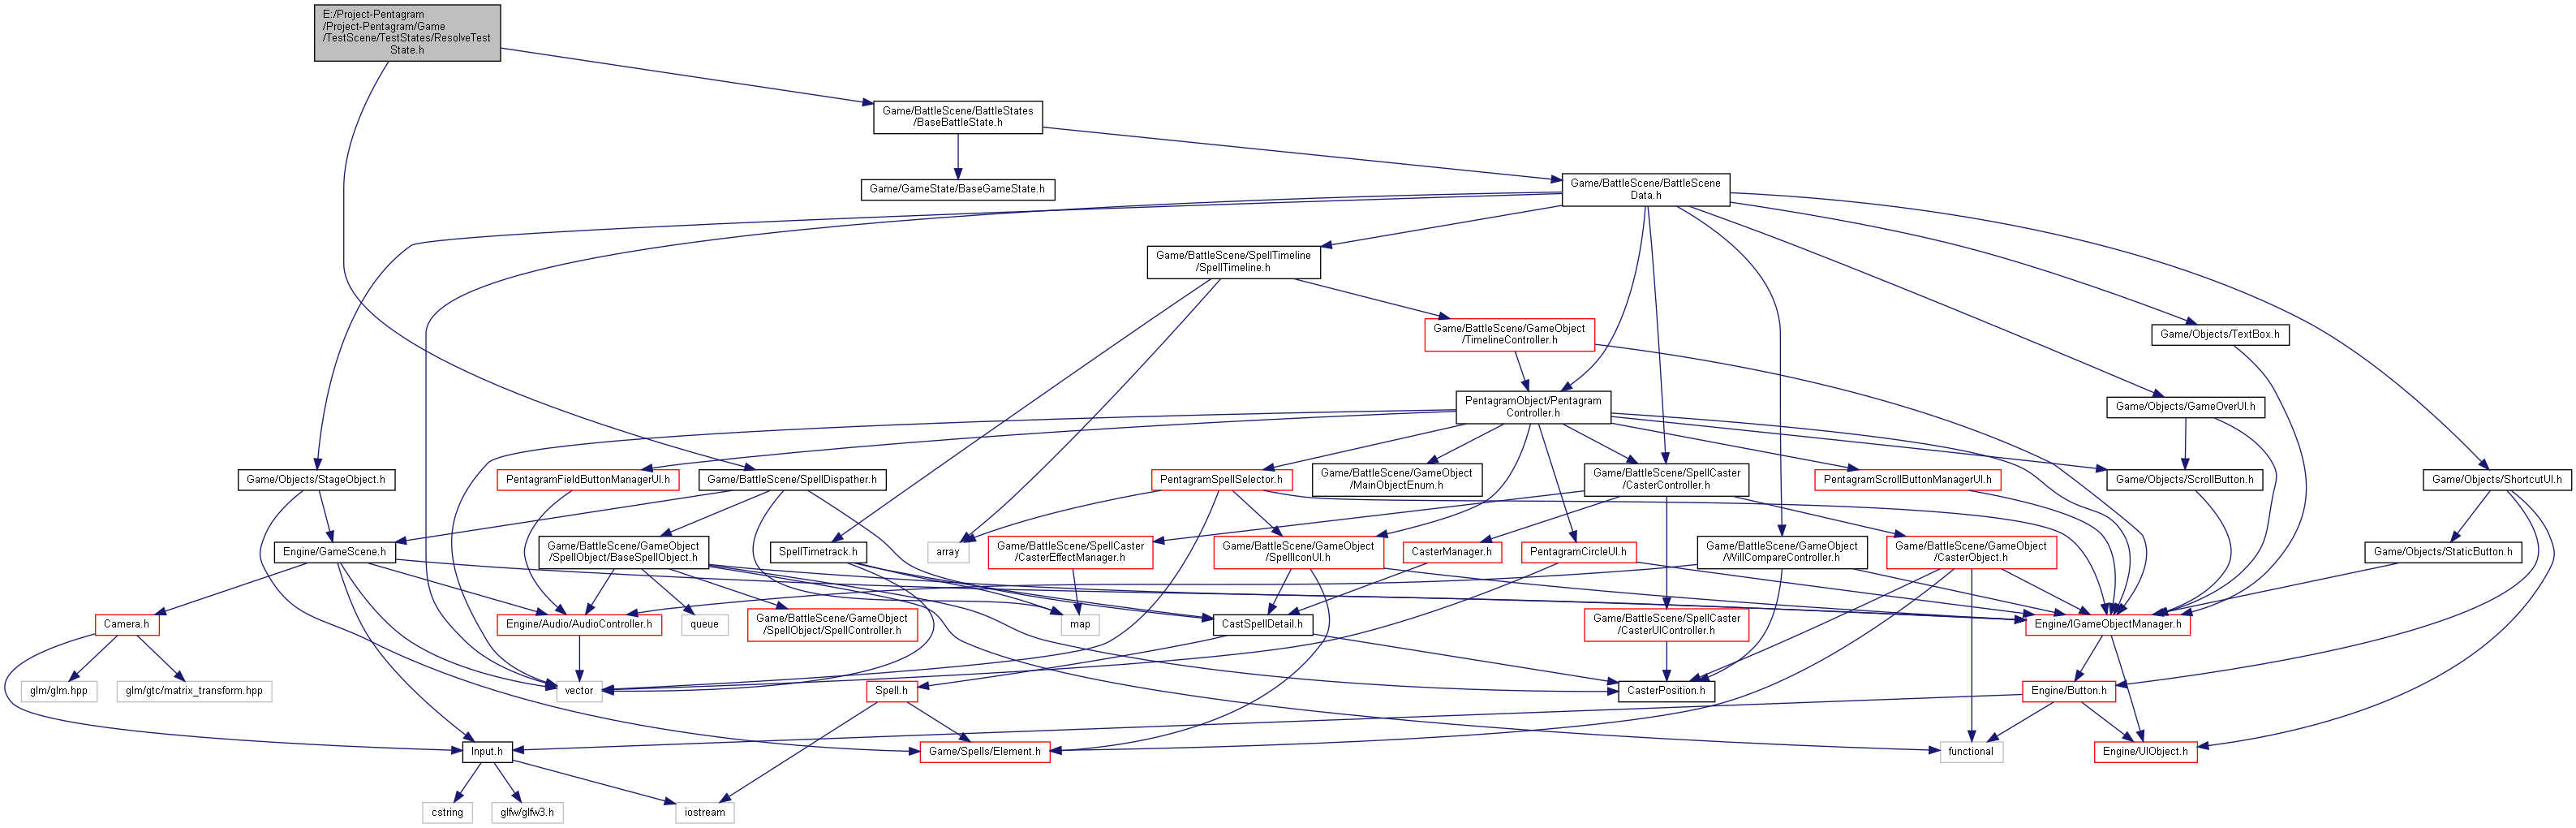 E:/Project-Pentagram
/Project-Pentagram/Game
/TestScene/TestStates/ResolveTest
State.h
Game/BattleScene/BattleStates
/BaseBattleState.h
Game/GameState/BaseGameState.h
Game/BattleScene/BattleScene
Data.h
Game/BattleScene/SpellTimeline
/SpellTimeline.h
Game/BattleScene/GameObject
/TimelineController.h
Game/Objects/TextBox.h
PentagramObject/Pentagram
Controller.h
Game/Objects/GameOverUI.h
Game/Objects/StageObject.h
PentagramFieldButtonManagerUI.h
Game/BattleScene/SpellDispather.h
PentagramSpellSelector.h
Game/BattleScene/GameObject
/MainObjectEnum.h
Game/BattleScene/SpellCaster
/CasterController.h
PentagramScrollButtonManagerUI.h
Game/Objects/ScrollButton.h
Game/Objects/ShortcutUI.h
Engine/GameScene.h
Game/BattleScene/GameObject
/SpellObject/BaseSpellObject.h
SpellTimetrack.h
array
Game/BattleScene/SpellCaster
/CasterEffectManager.h
Game/BattleScene/GameObject
/SpellIconUI.h
CasterManager.h
PentagramCircleUI.h
Game/BattleScene/GameObject
/WillCompareController.h
Game/BattleScene/GameObject
/CasterObject.h
Game/Objects/StaticButton.h
Camera.h
Engine/Audio/AudioController.h
queue
Game/BattleScene/GameObject
/SpellObject/SpellController.h
map
CastSpellDetail.h
Game/BattleScene/SpellCaster
/CasterUIController.h
Engine/IGameObjectManager.h
glm/glm.hpp
glm/gtc/matrix_transform.hpp
vector
Spell.h
CasterPosition.h
Engine/Button.h
Input.h
Game/Spells/Element.h
functional
Engine/UIObject.h
cstring
glfw/glfw3.h
iostream